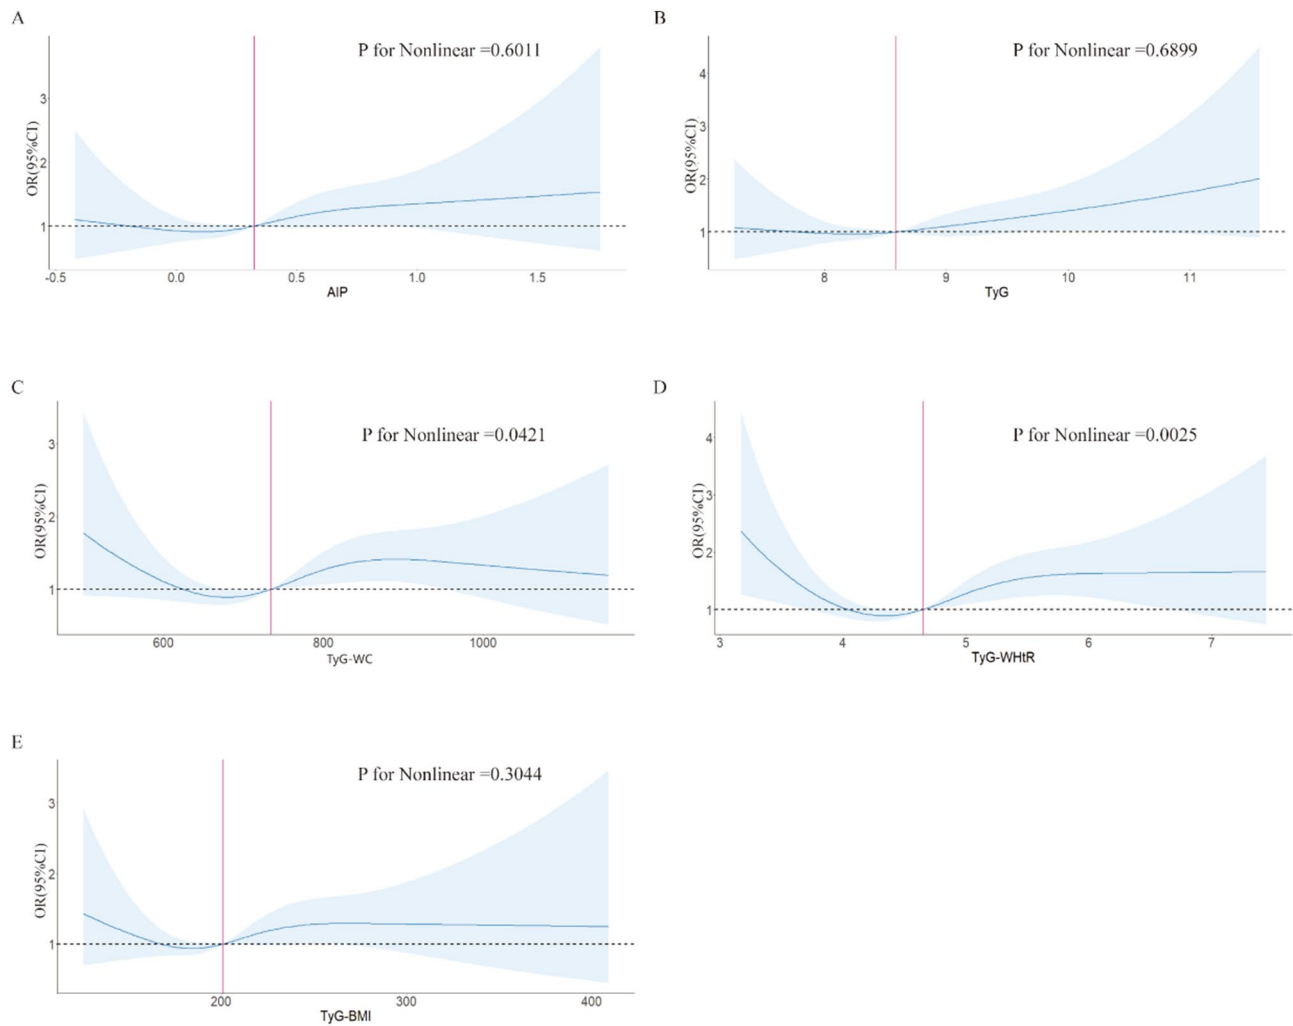 A
P for Nonlinear =0.6011
OR(95%CI)
3
2
1
-0.5 0.0 0.5 1.0 1.5
AIP
B
P for Nonlinear =0.6899
OR(95%CI)
4
3
2
1
8 9 10 11
TyG
C
P for Nonlinear =0.0421
OR(95%CI)
3
2
1
600 800 1000
TyG-WC
D
P for Nonlinear =0.0025
OR(95%CI)
4
3
2
1
3 4 5 6 7
TyG-WHtR
E
P for Nonlinear =0.3044
OR(95%CI)
3
2
1
200 300 400
TyG-BMI